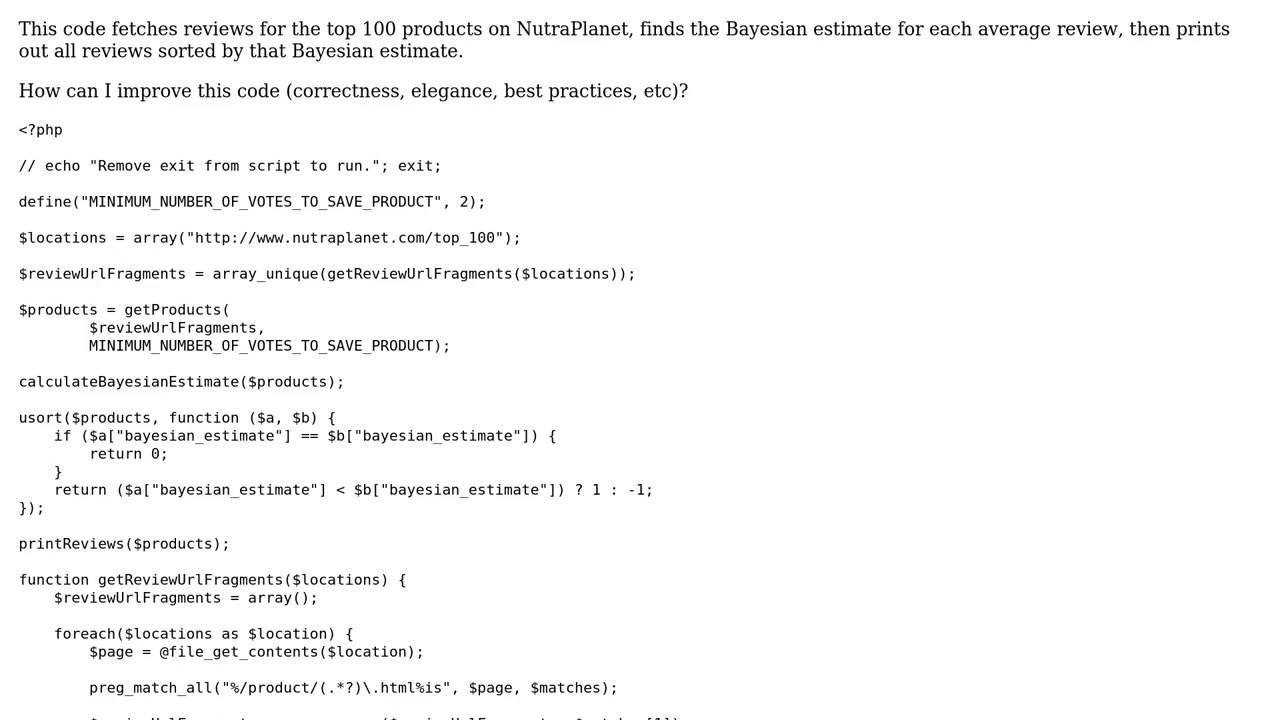 This code fetches reviews for the top 100 products on NutraPlanet, finds the Bayesian estimate for each average review, then prints
out all reviews sorted by that Bayesian estimate.
How can I improve this code (correctness, elegance, best practices, etc)?
<?php
// echo "Remove exit from script to run."; exit;
define("MINIMUM_NUMBER_OF_VOTES_TO_SAVE_PRODUCT", 2);
$locations = array("http://www.nutraplanet.com/top_100");
$reviewUrlFragments = array_unique(getReviewUrlFragments($locations));
$products = getProducts(
        $reviewUrlFragments,
        MINIMUM_NUMBER_OF_VOTES_TO_SAVE_PRODUCT);
calculateBayesianEstimate($products);
usort($products, function ($a, $b) {
    if ($a["bayesian_estimate"] == $b["bayesian_estimate"]) {
        return 0;
    }
    return ($a["bayesian_estimate"] < $b["bayesian_estimate"]) ? 1 : -1;
});
printReviews($products);
function getReviewUrlFragments($locations) {
    $reviewUrlFragments = array();
    foreach($locations as $location) {
        $page = @file_get_contents($location);
        preg_match_all("%/product/(.*?)\.html%is", $page, $matches);